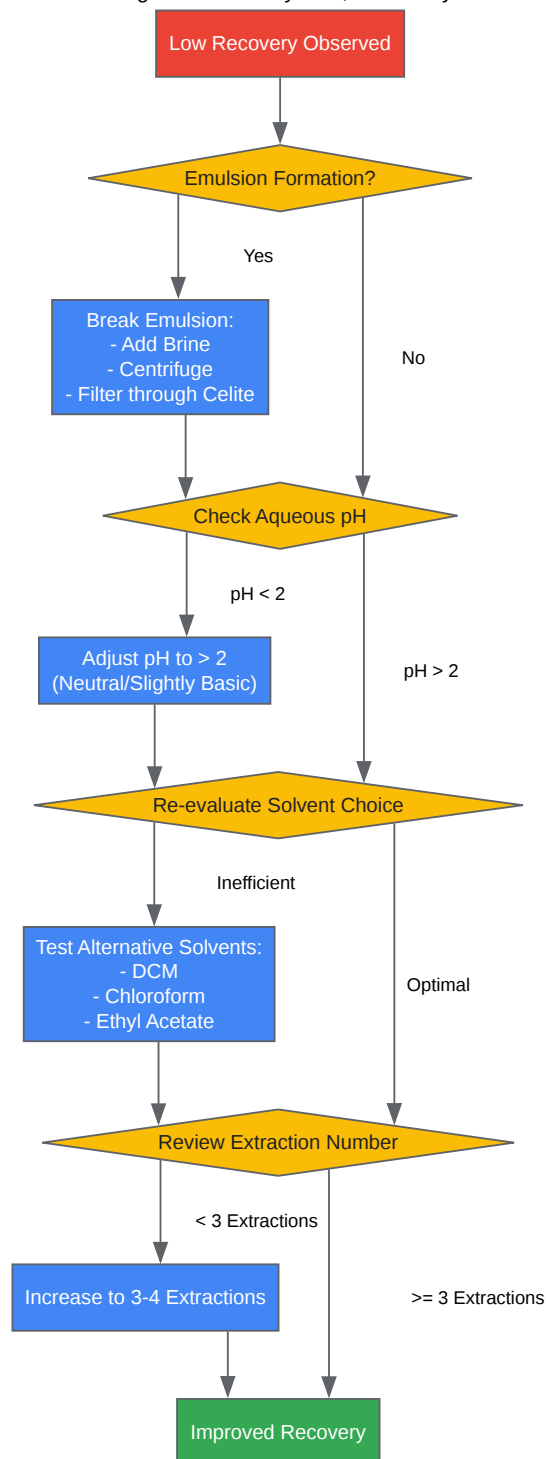 Low Recovery Observed
Emulsion Formation?
Yes
Break Emulsion:
- Add Brine
- Centrifuge
- Filter through Celite
No
Check Aqueous pH
pH < 2
Adjust pH to > 2
(Neutral/Slightly Basic)
pH > 2
Re-evaluate Solvent Choice
Inefficient
Test Alternative Solvents:
- DCM
- Chloroform
- Ethyl Acetate
Optimal
Review Extraction Number
< 3 Extractions
Increase to 3-4 Extractions
>= 3 Extractions
Improved Recovery